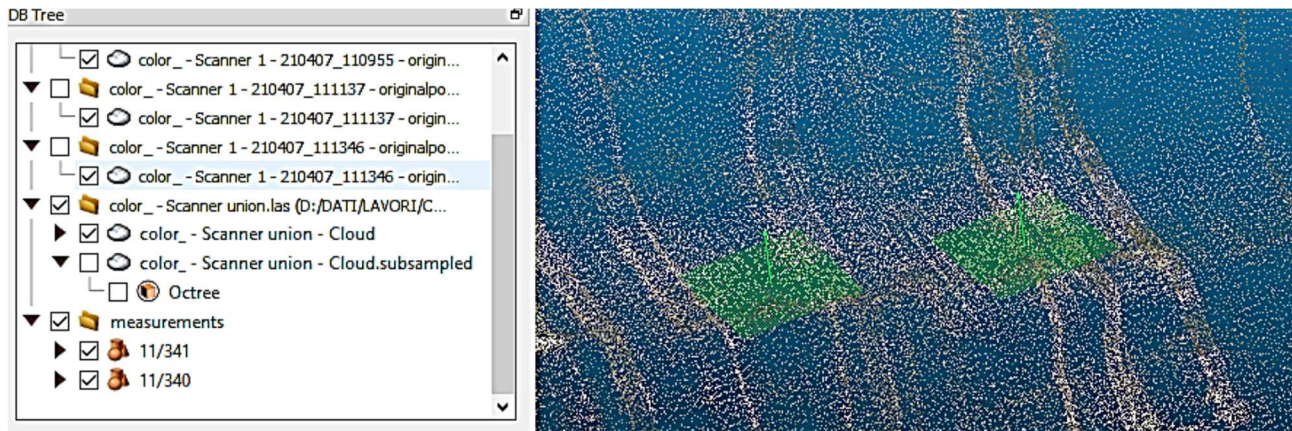 DB Tree
color_ - Scanner 1 - 210407_110955 - origin...
color_ - Scanner 1 - 210407_111137 - originalpo...
color_ - Scanner 1 - 210407_111137 - origin...
color_ - Scanner 1 - 210407_111346 - originalpo...
color_ - Scanner 1 - 210407_111346 - origin...
color_ - Scanner union.las (D:/DATI/LAVORI/C...
color_ - Scanner union - Cloud
color_ - Scanner union - Cloud.subsampled
Octree
measurements
11/341
11/340